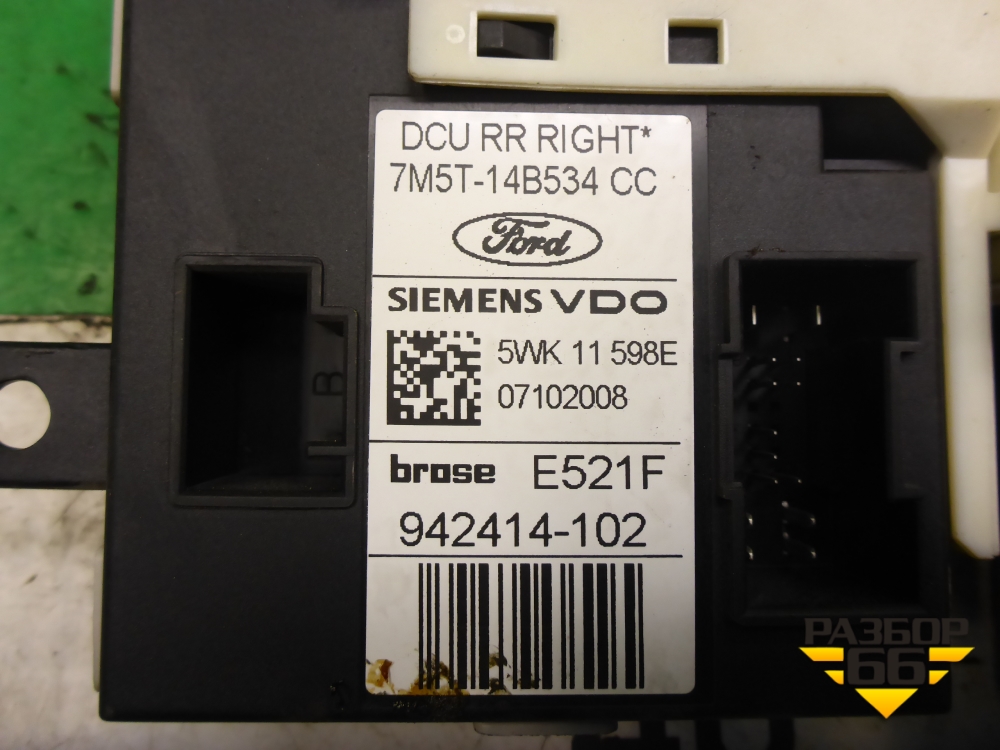 DCU RR RIGHT*
7M5T-14B534 CC
Ford
SIEMENS VDO
5WK 11 598E
07102008
brose E521F
942414-102
B
РАЗБОР
66